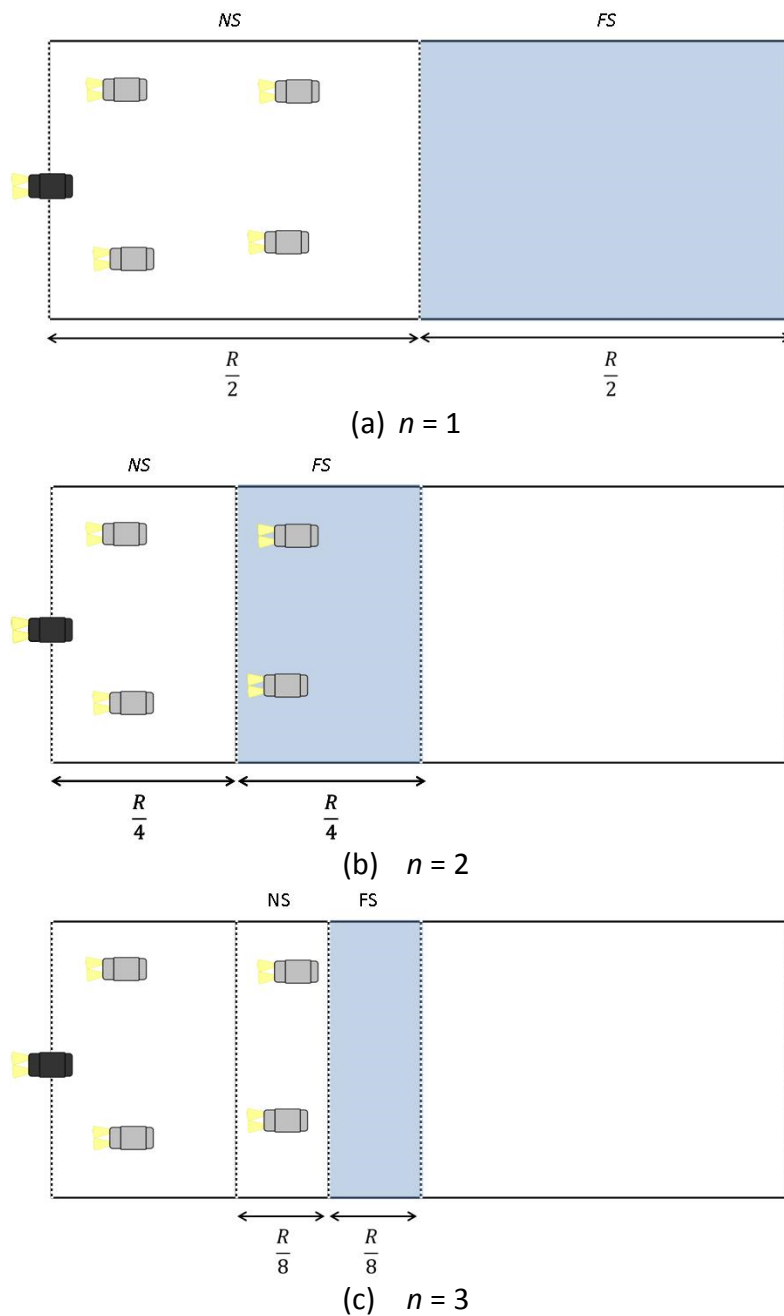 NS FS
R/2 R/2
(a) n = 1
NS FS
R/4 R/4
(b) n = 2
NS FS
R/8 R/8
(c) n = 3